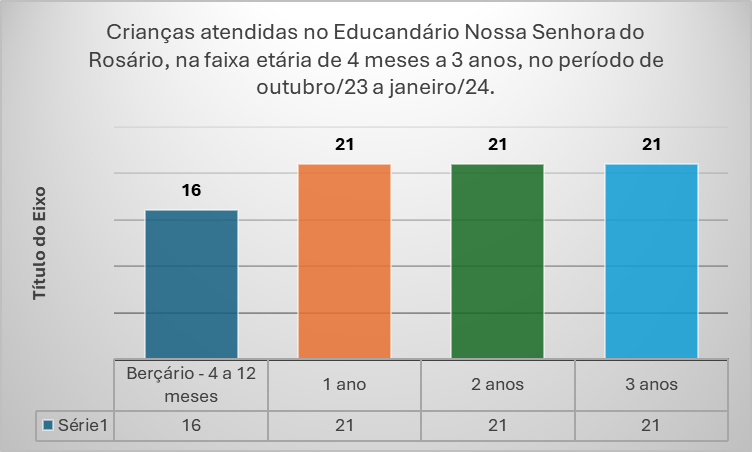 Crianças atendidas no Educandário Nossa Senhora do
Rosário, na faixa etária de 4 meses a 3 anos, no período de
outubro/23 a janeiro/24.
Título do Eixo
16
21
21
21
Berçário - 4 a 12
meses
1 ano
2 anos
3 anos
Série1
16
21
21
21